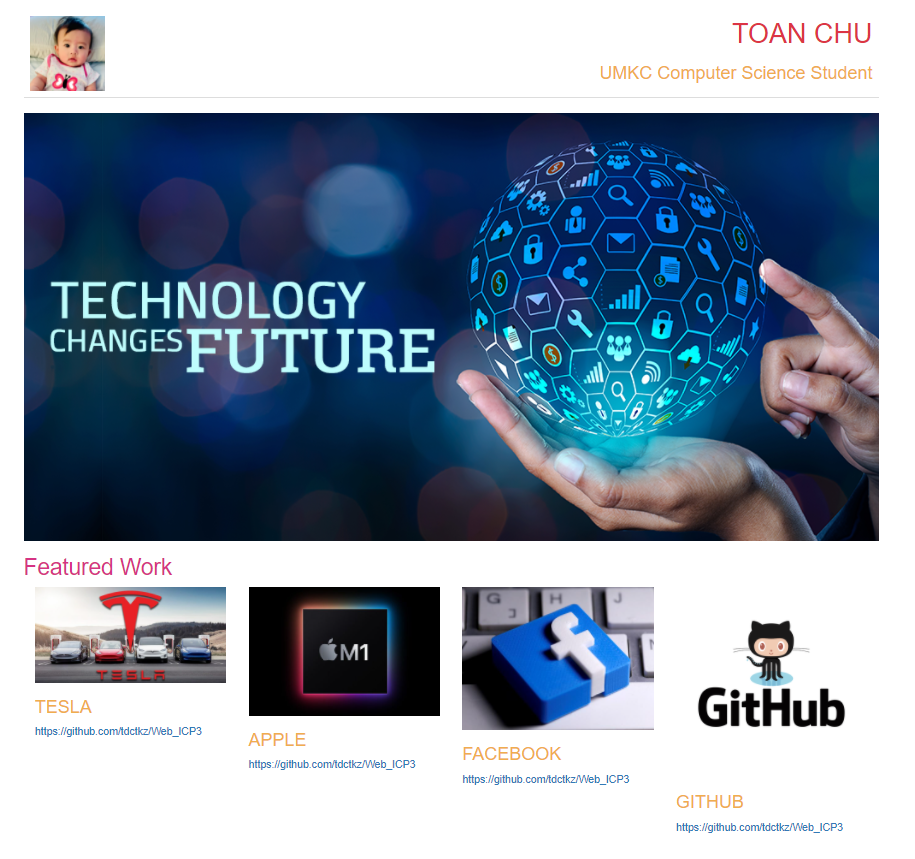 TOAN CHU
UMKC Computer Science Student
TECHNOLOGY
CHANGES FUTURE
Featured Work
TESLA
TESLA
https://github.com/tdctkz/Web_ICP3
M1
APPLE
https://github.com/tdctkz/Web_ICP3
G H
f
FACEBOOK
https://github.com/tdctkz/Web_ICP3
GitHub
GITHUB
https://github.com/tdctkz/Web_ICP3